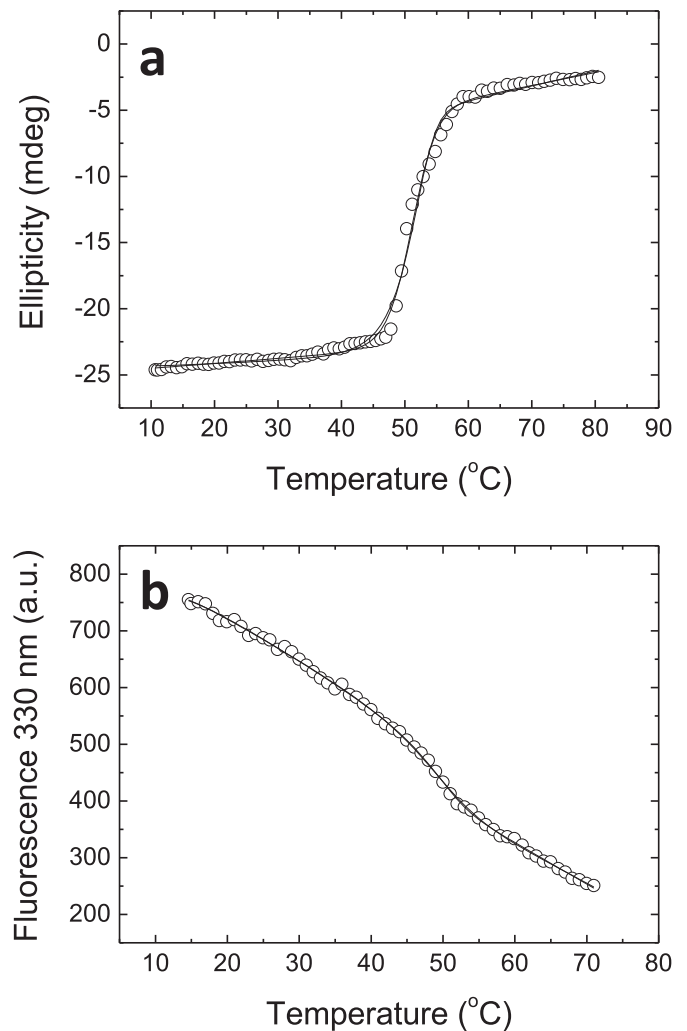 a
0
-5
-10
-15
-20
-25
Ellipticity (mdeg)
10 20 30 40 50 60 70 80 90
Temperature (°C)
b
800
700
600
500
400
300
200
Fluorescence 330 nm (a.u.)
10 20 30 40 50 60 70 80
Temperature (°C)